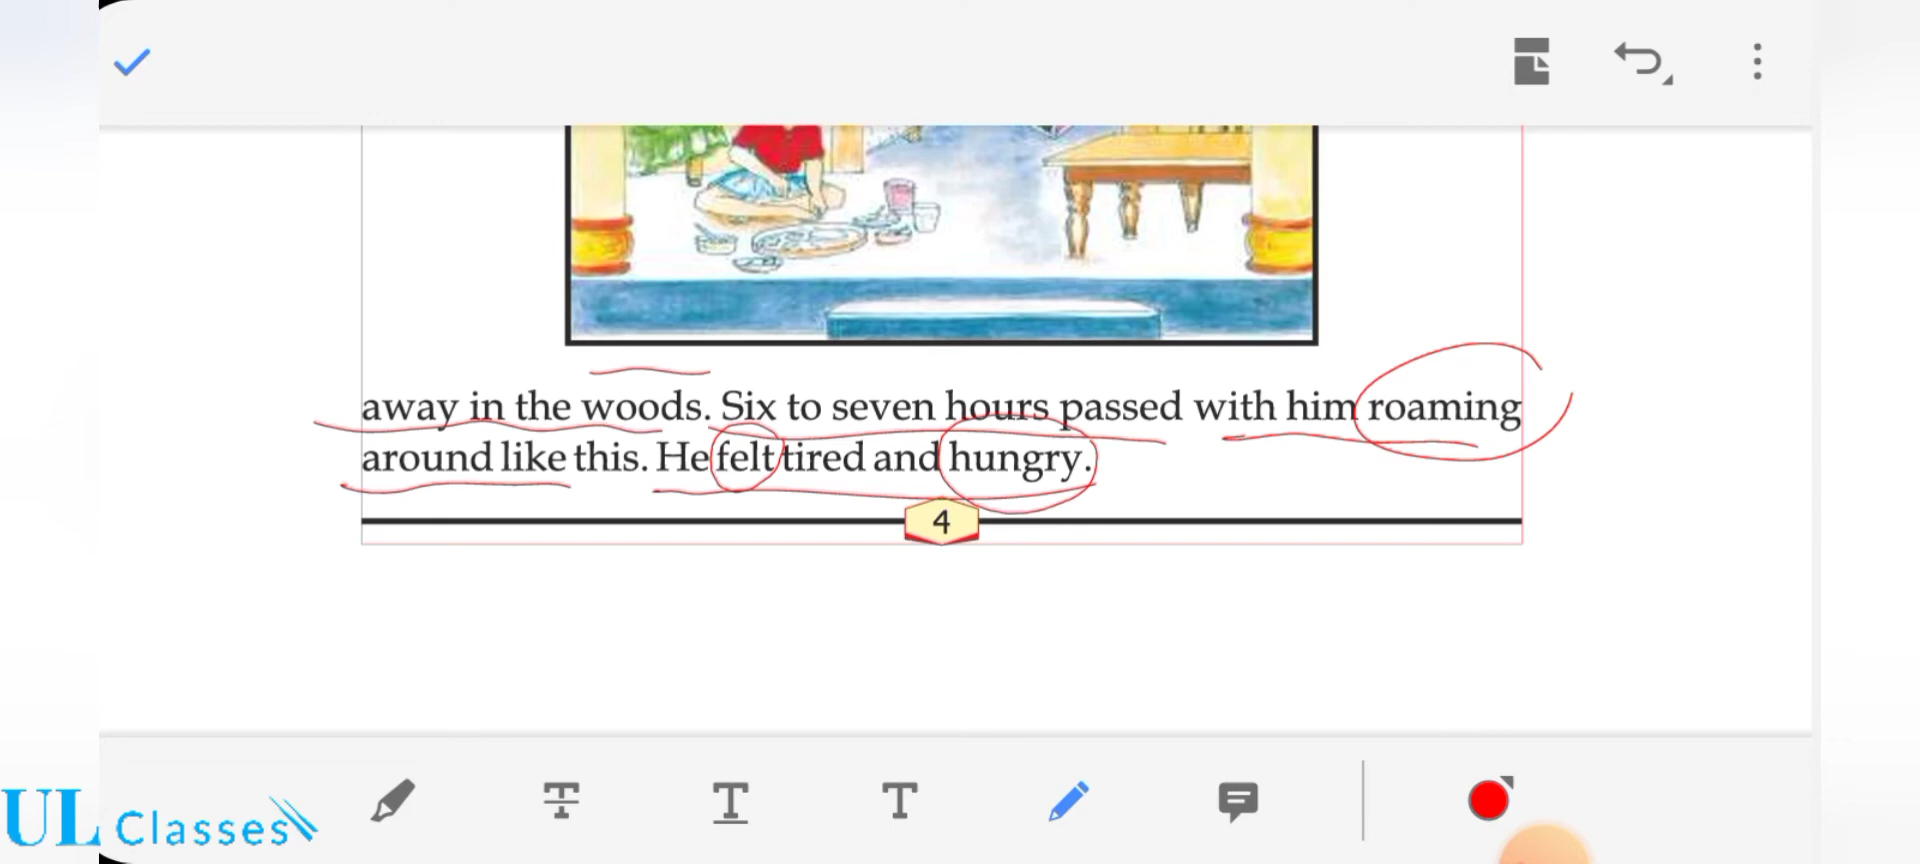 away in the woods. Six to seven hours passed with him roaming
around like this. He felt tired and hungry.
4
T T T
UL Classes